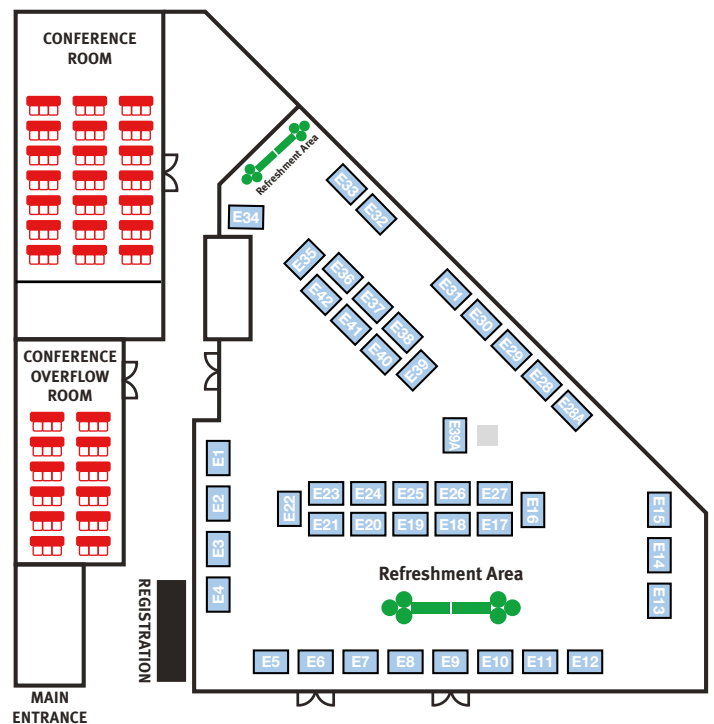 CONFERENCE
ROOM
Refreshment Area
E33
E32
E34
E35
E36
E37
E38
E42
E41
E40
E39
E31
E30
E29
E28
E28A
CONFERENCE
OVERFLOW
ROOM
E39A
E1
E2
E3
E4
E22
E23
E24
E25
E26
E27
E21
E20
E19
E18
E17
E16
E15
E14
E13
Refreshment Area
REGISTRATION
E5
E6
E7
E8
E9
E10
E11
E12
MAIN
ENTRANCE